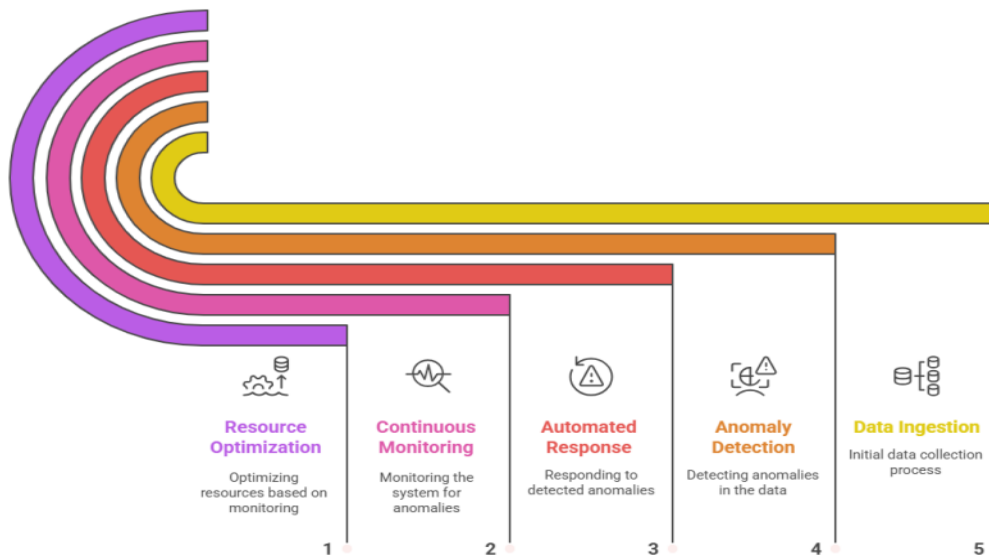 Resource
Optimization
Optimizing
resources based on
monitoring
1
Continuous
Monitoring
Monitoring the
system for
anomalies
2
Automated
Response
Responding to
detected anomalies
3
Anomaly
Detection
Detecting anomalies
in the data
4
Data Ingestion
Initial data collection
process
5